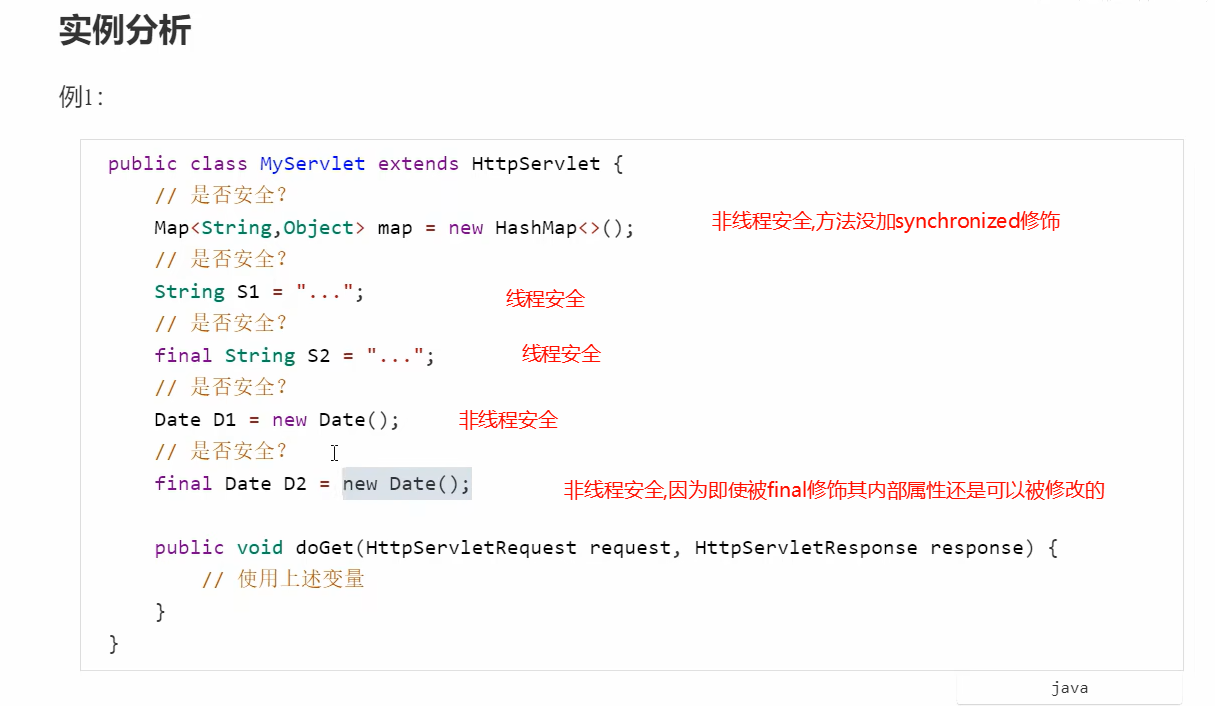 实例分析
例1：
public class MyServlet extends HttpServlet {
// 是否安全？
Map<String,Object> map = new HashMap<>(); 非线程安全,方法没加synchronized修饰
// 是否安全？
String S1 = "..."; 线程安全
// 是否安全？
final String S2 = "..."; 线程安全
// 是否安全？
Date D1 = new Date(); 非线程安全
// 是否安全？
final Date D2 = new Date(); 非线程安全,因为即使被final修饰其内部属性还是可以被修改的
public void doGet(HttpServletRequest request, HttpServletResponse response) {
// 使用上述变量
}
}
java